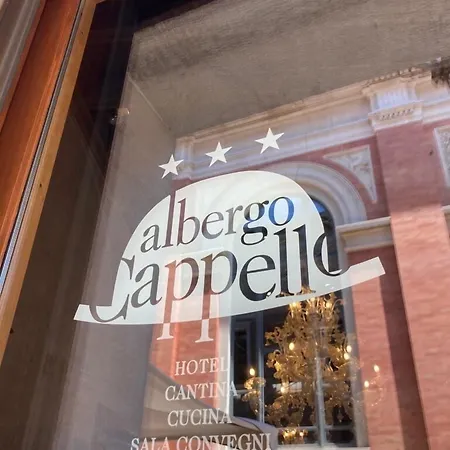 albergo
Cappello
HOTEL
CANTINA
CUCINA
SALA CONVEGNI